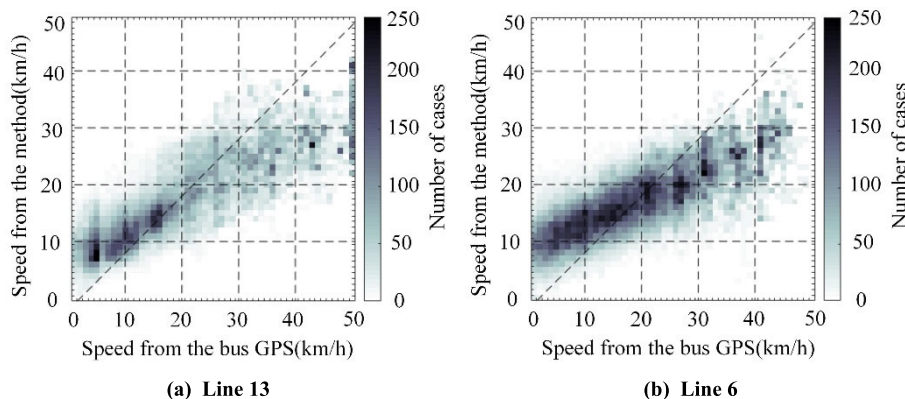 50
40
30
20
10
0
Speed from the method(km/h)
0 10 20 30 40 50
Speed from the bus GPS(km/h)
250
200
150
100
50
0
Number of cases
(a) Line 13
50
40
30
20
10
0
Speed from the method(km/h)
0 10 20 30 40 50
Speed from the bus GPS(km/h)
250
200
150
100
50
0
Number of cases
(b) Line 6